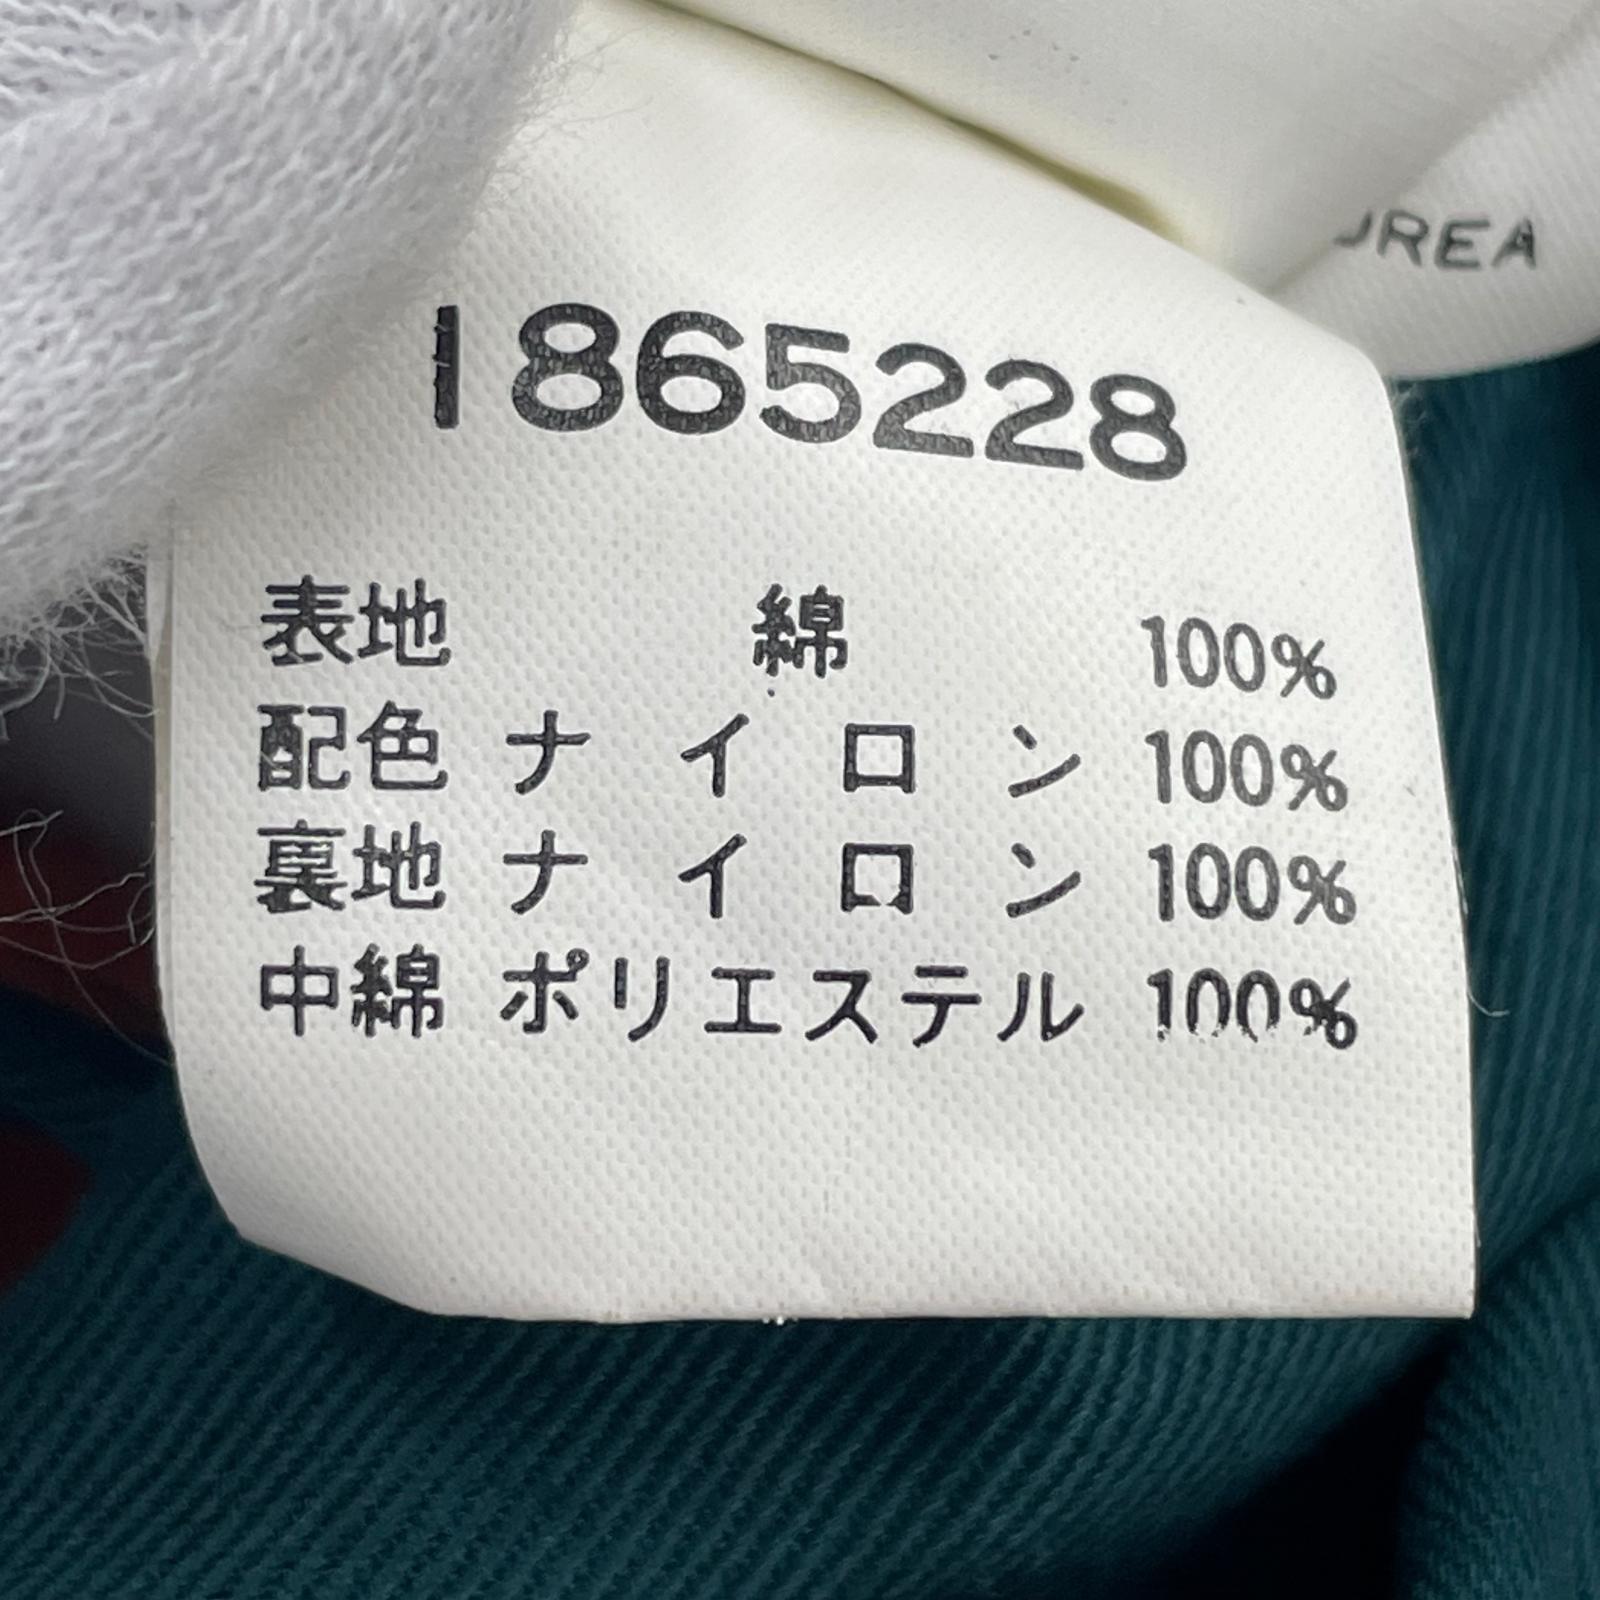 1865228
表地 綿 100%
配色 ナイロン 100%
裏地 ナイロン 100%
中綿 ポリエステル 100%